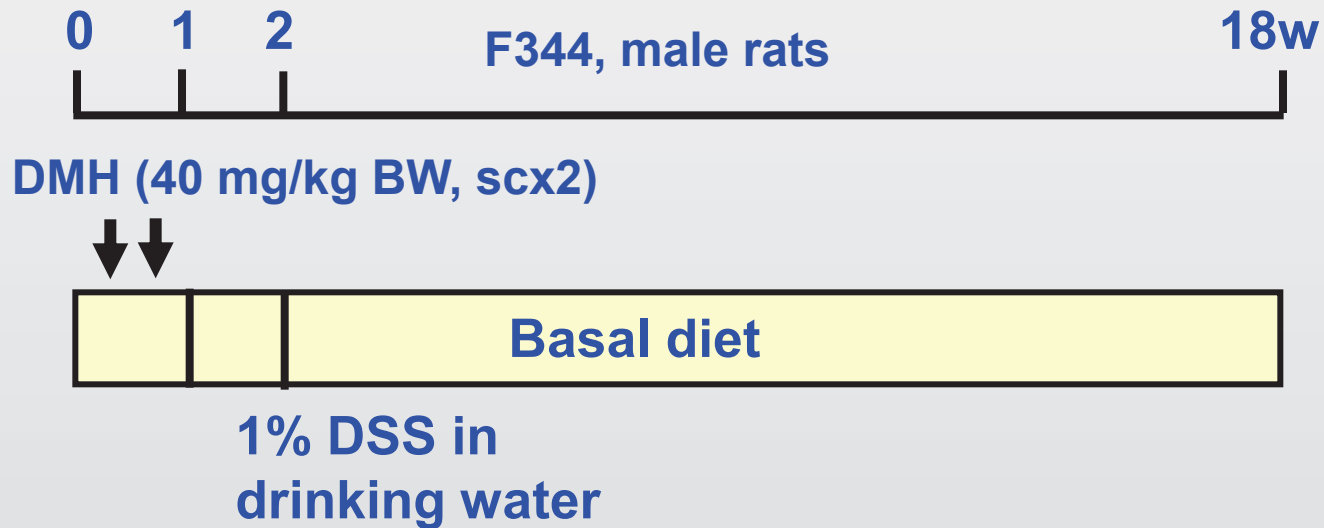 0 1 2 F344, male rats 18w
DMH (40 mg/kg BW, scx2)
Basal diet
1% DSS in
drinking water